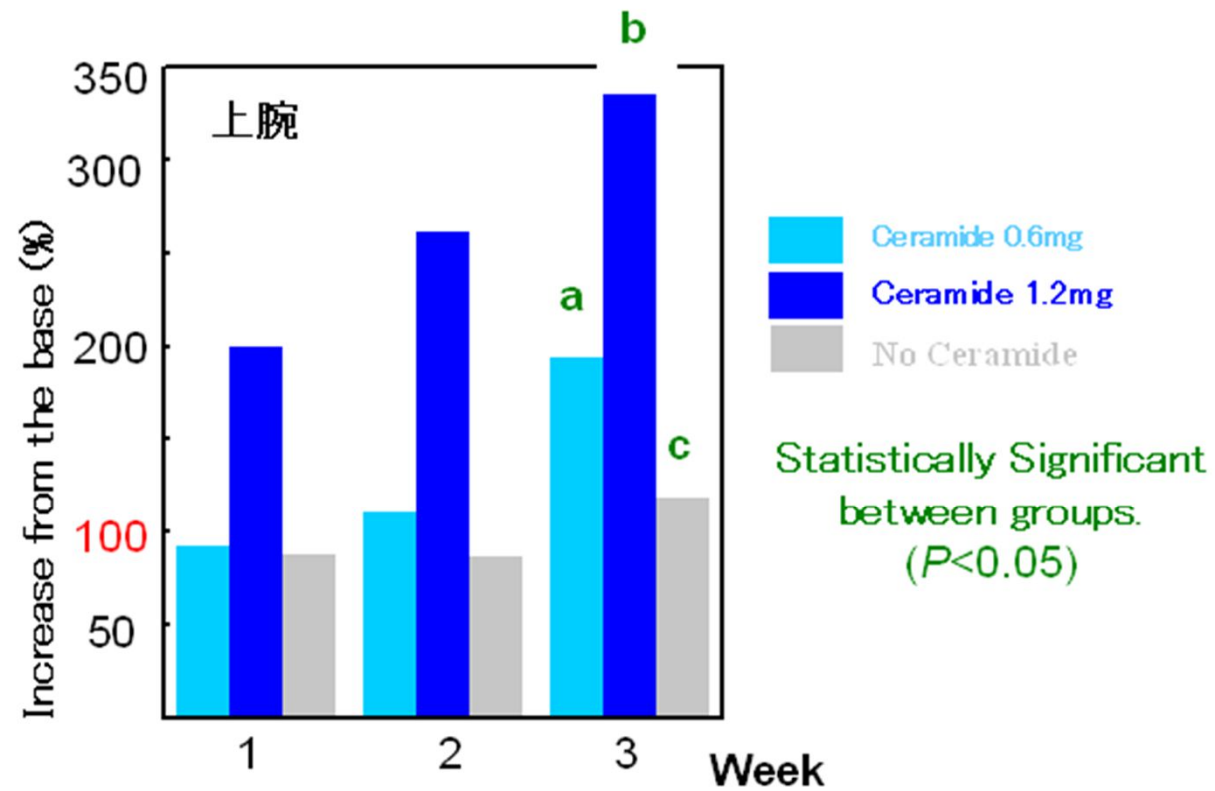 b
350
上腕
300
Increase from the base (%)
Ceramide 0.6mg
a
Ceramide 1.2mg
200
No Ceramide
c
Statistically Significant
between groups.
(P<0.05)
100
50
1
2
3
Week